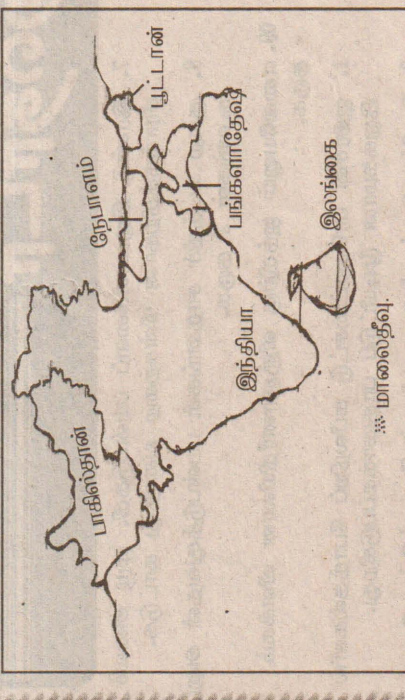 பூட்டான்
நேபாளம்
பங்களாதேஷ்
பாகிஸ்தான்
இந்தியா
இலங்கை
மாலைதீவு.